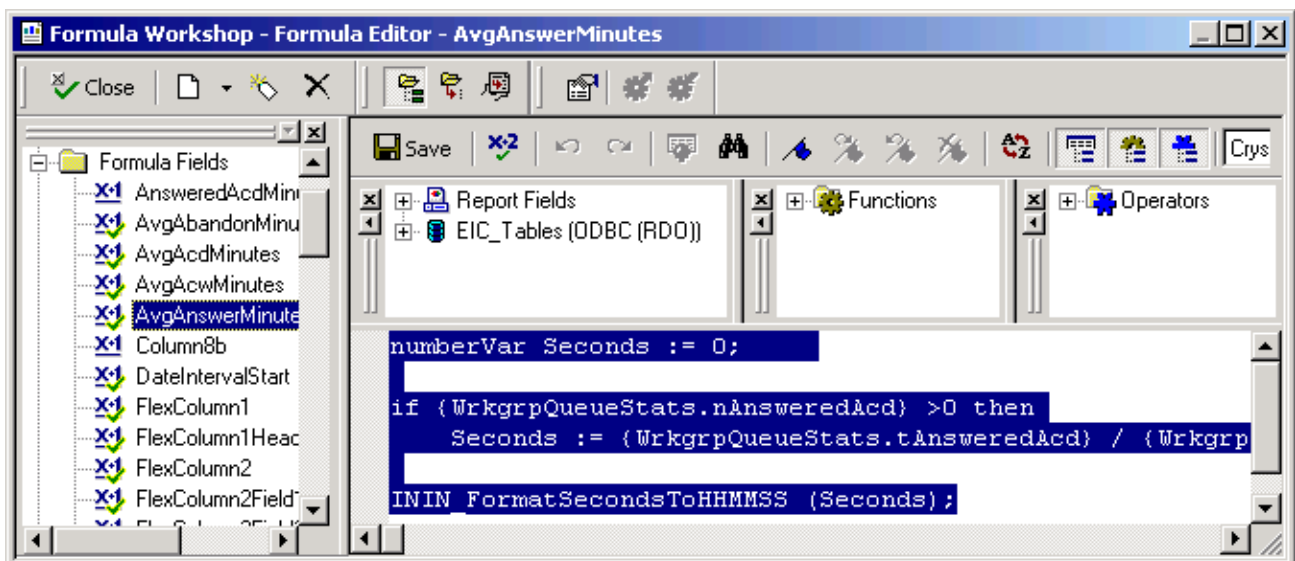 Formula Workshop - Formula Editor - AvgAnswerMinutes
Close
Save
Crys
Formula Fields
AnsweredAcdMin
AvgAbandonMinu
AvgAcdMinutes
AvgAcwMinutes
AvgAnswerMinute
Column8b
DateIntervalStart
FlexColumn1
FlexColumn1Head
FlexColumn2
FlexColumn2Field
Report Fields
EIC_Tables (ODBC (RDO))
Functions
Operators
numberVar Seconds := 0;
if {WrkgrpQueueStats.nAnsweredAcd} >0 then
Seconds := {WrkgrpQueueStats.tAnsweredAcd} / {Wrkgrp
ININ_FormatSecondsToHHMMSS (Seconds);